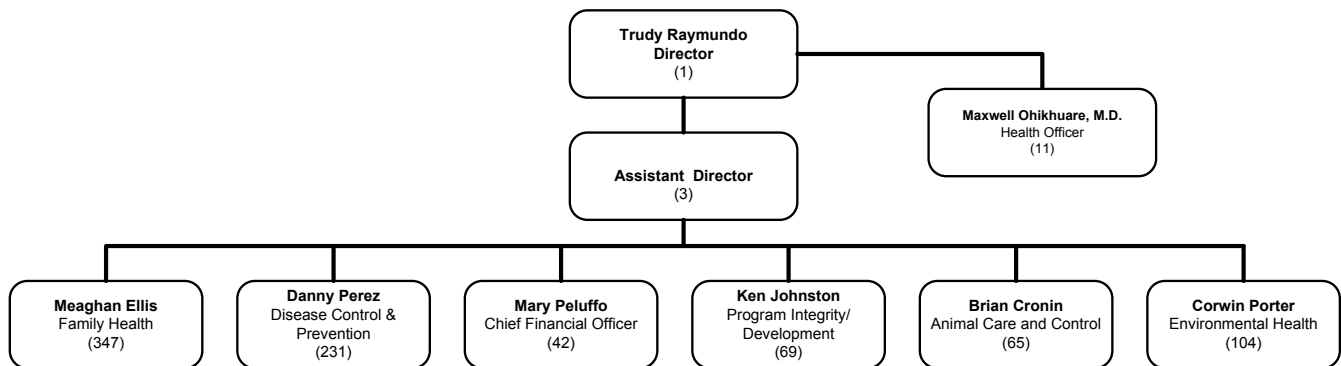 Trudy Raymundo
Director
(1)
Maxwell Ohikhuare, M.D.
Health Officer
(11)
Assistant Director
(3)
Meaghan Ellis
Family Health
(347)
Danny Perez
Disease Control &
Prevention
(231)
Mary Peluffo
Chief Financial Officer
(42)
Ken Johnston
Program Integrity/
Development
(69)
Brian Cronin
Animal Care and Control
(65)
Corwin Porter
Environmental Health
(104)